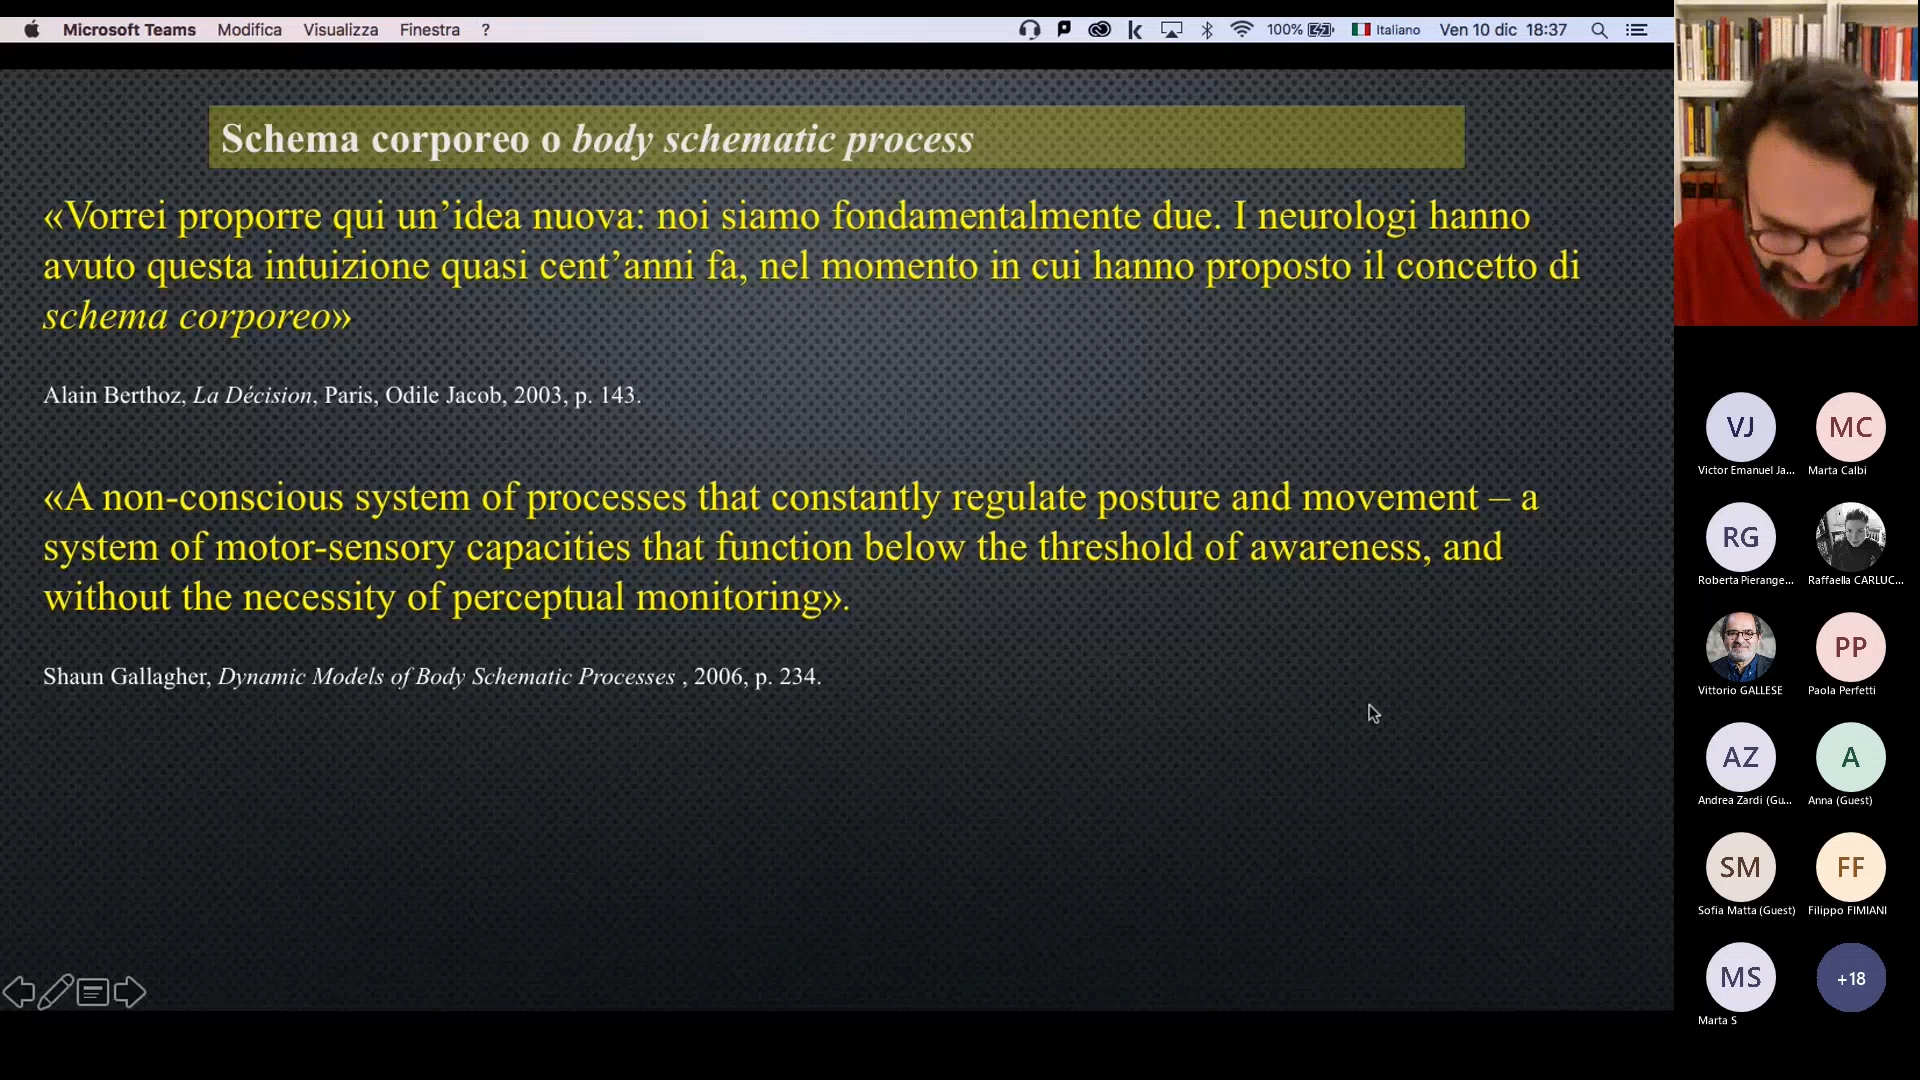 Microsoft Teams Modifica Visualizza Finestra ? 100% Italiano Ven 10 dic 18:37
Schema corporeo o body schematic process
«Vorrei proporre qui un’idea nuova: noi siamo fondamentalmente due. I neurologi hanno
avuto questa intuizione quasi cent’anni fa, nel momento in cui hanno proposto il concetto di
schema corporeo»
Alain Berthoz, La Décision, Paris, Odile Jacob, 2003, p. 143.
«A non-conscious system of processes that constantly regulate posture and movement – a
system of motor-sensory capacities that function below the threshold of awareness, and
without the necessity of perceptual monitoring».
Shaun Gallagher, Dynamic Models of Body Schematic Processes , 2006, p. 234.
VJ MC
Victor Emanuel Ja... Marta Calbi
RG
Roberta Pierange... Raffaella CARLUC...
PP
Vittorio GALLESE Paola Perfetti
AZ A
Andrea Zardi (Gu... Anna (Guest)
SM FF
Sofia Matta (Guest) Filippo FIMIANI
MS +18
Marta S